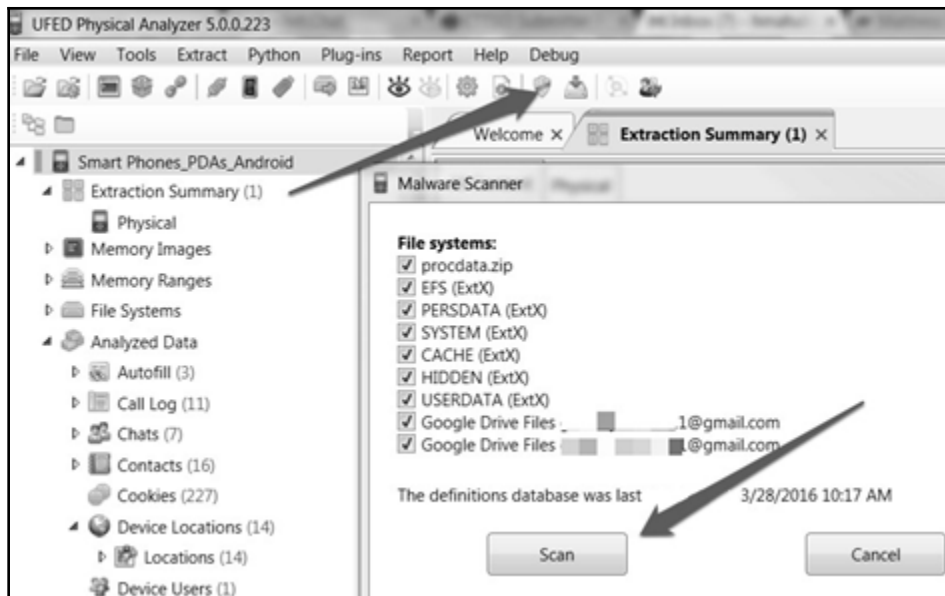 UFED Physical Analyzer 5.0.0.223
File View Tools Extract Python Plug-ins Report Help Debug
Welcome Extraction Summary (1)
Smart Phones_PDAs_Android
Extraction Summary (1)
Physical
Memory Images
Memory Ranges
File Systems
Analyzed Data
Autofill (3)
Call Log (11)
Chats (7)
Contacts (16)
Cookies (227)
Device Locations (14)
Locations (14)
Device Users (1)
Malware Scanner
Physical
File systems:
procdata.zip
EFS (ExtX)
PERSDATA (ExtX)
SYSTEM (ExtX)
CACHE (ExtX)
HIDDEN (ExtX)
USERDATA (ExtX)
Google Drive Files 1@gmail.com
Google Drive Files @gmail.com
The definitions database was last 3/28/2016 10:17 AM
Scan Cancel